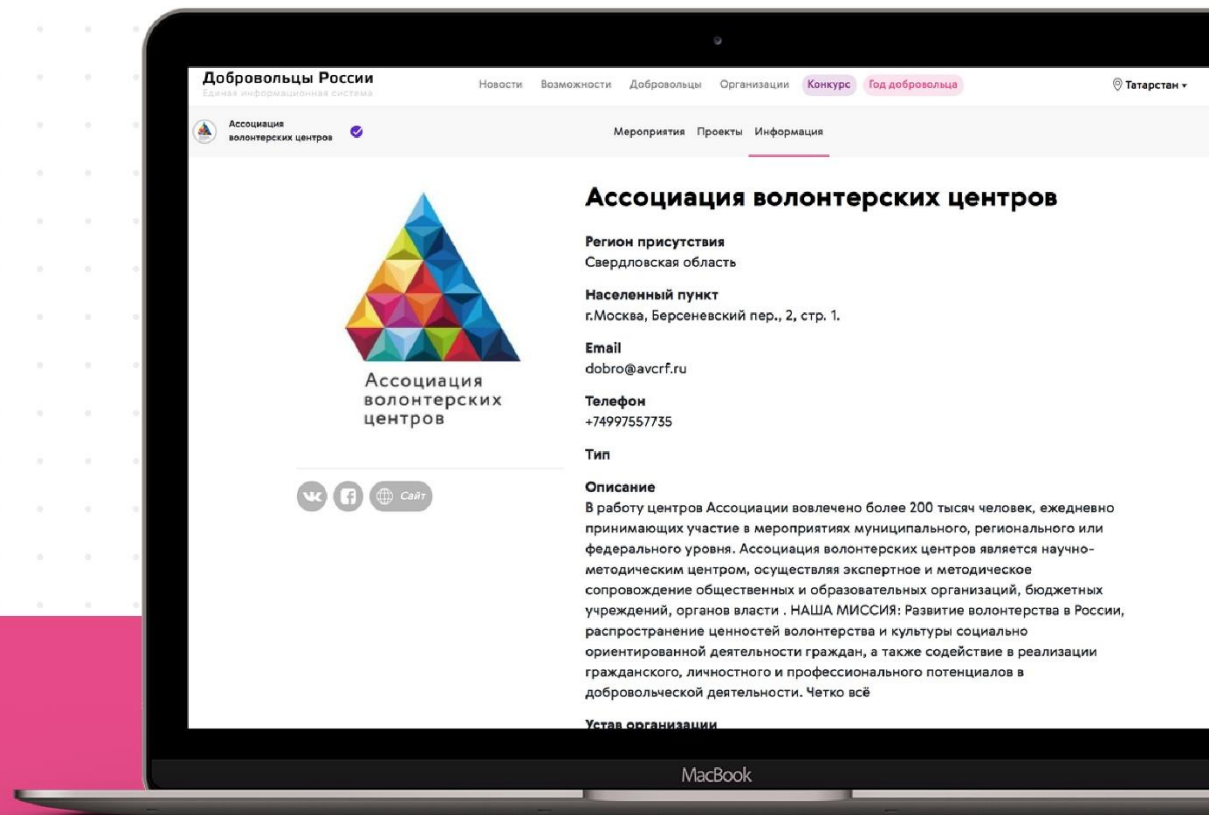 Добровольцы России
Единая информационная система
Новости Возможности Добровольцы Организации Конкурс Год добровольца
Татарстан
Ассоциация
волонтерских центров
Мероприятия Проекты Информация
Ассоциация
волонтерских
центров
Сайт
Ассоциация волонтерских центров
Регион присутствия
Свердловская область
Населенный пункт
г.Москва, Берсеневский пер., 2, стр. 1.
Email
dobro@avcrf.ru
Телефон
+74997557735
Тип
Описание
В работу центров Ассоциации вовлечено более 200 тысяч человек, ежедневно
принимающих участие в мероприятиях муниципального, регионального или
федерального уровня. Ассоциация волонтерских центров является научно-
методическим центром, осуществляя экспертное и методическое
сопровождение общественных и образовательных организаций, бюджетных
учреждений, органов власти . НАША МИССИЯ: Развитие волонтерства в России,
распространение ценностей волонтерства и культуры социально
ориентированной деятельности граждан, а также содействие в реализации
гражданского, личностного и профессионального потенциалов в
добровольческой деятельности. Четко всё
Устав организации
MacBook